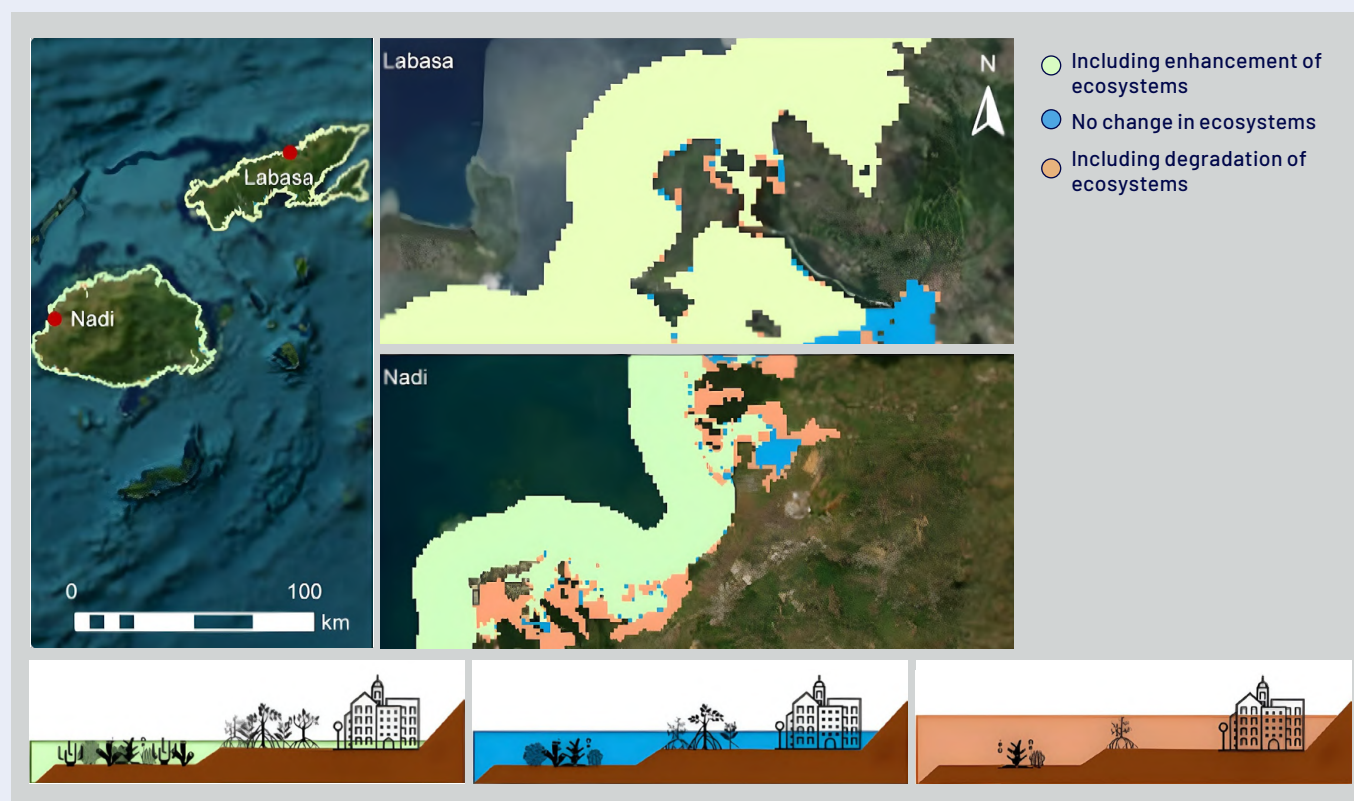 Labasa
Nadi
0 100
km
Labasa
N
Nadi
Including enhancement of
ecosystems
No change in ecosystems
Including degradation of
ecosystems